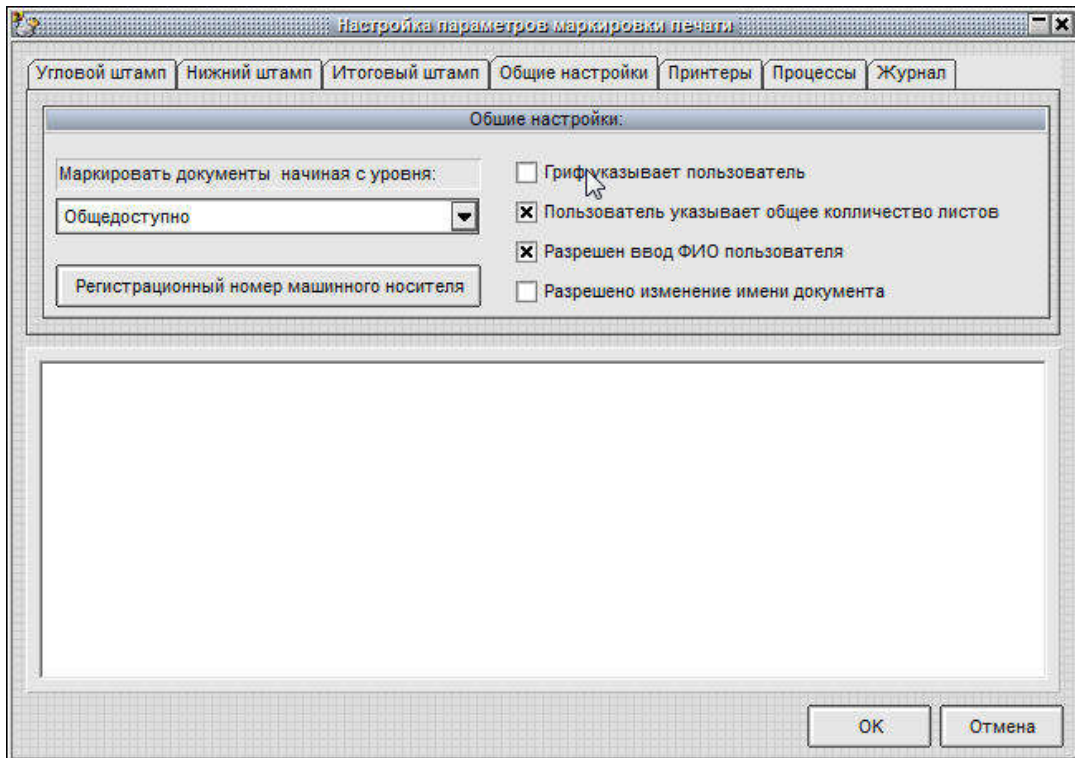 Настройка параметров маркировки печати
Угловой штамп Нижний штамп Итоговый штамп Общие настройки Принтеры Процессы Журнал
Обшие настройки:
Маркировать документы начиная с уровня:
Общедоступно
Регистрационный номер машинного носителя
Гриф указывает пользователь
Пользователь указывает общее колличество листов
Разрешен ввод ФИО пользователя
Разрешено изменение имени документа
OK Отмена